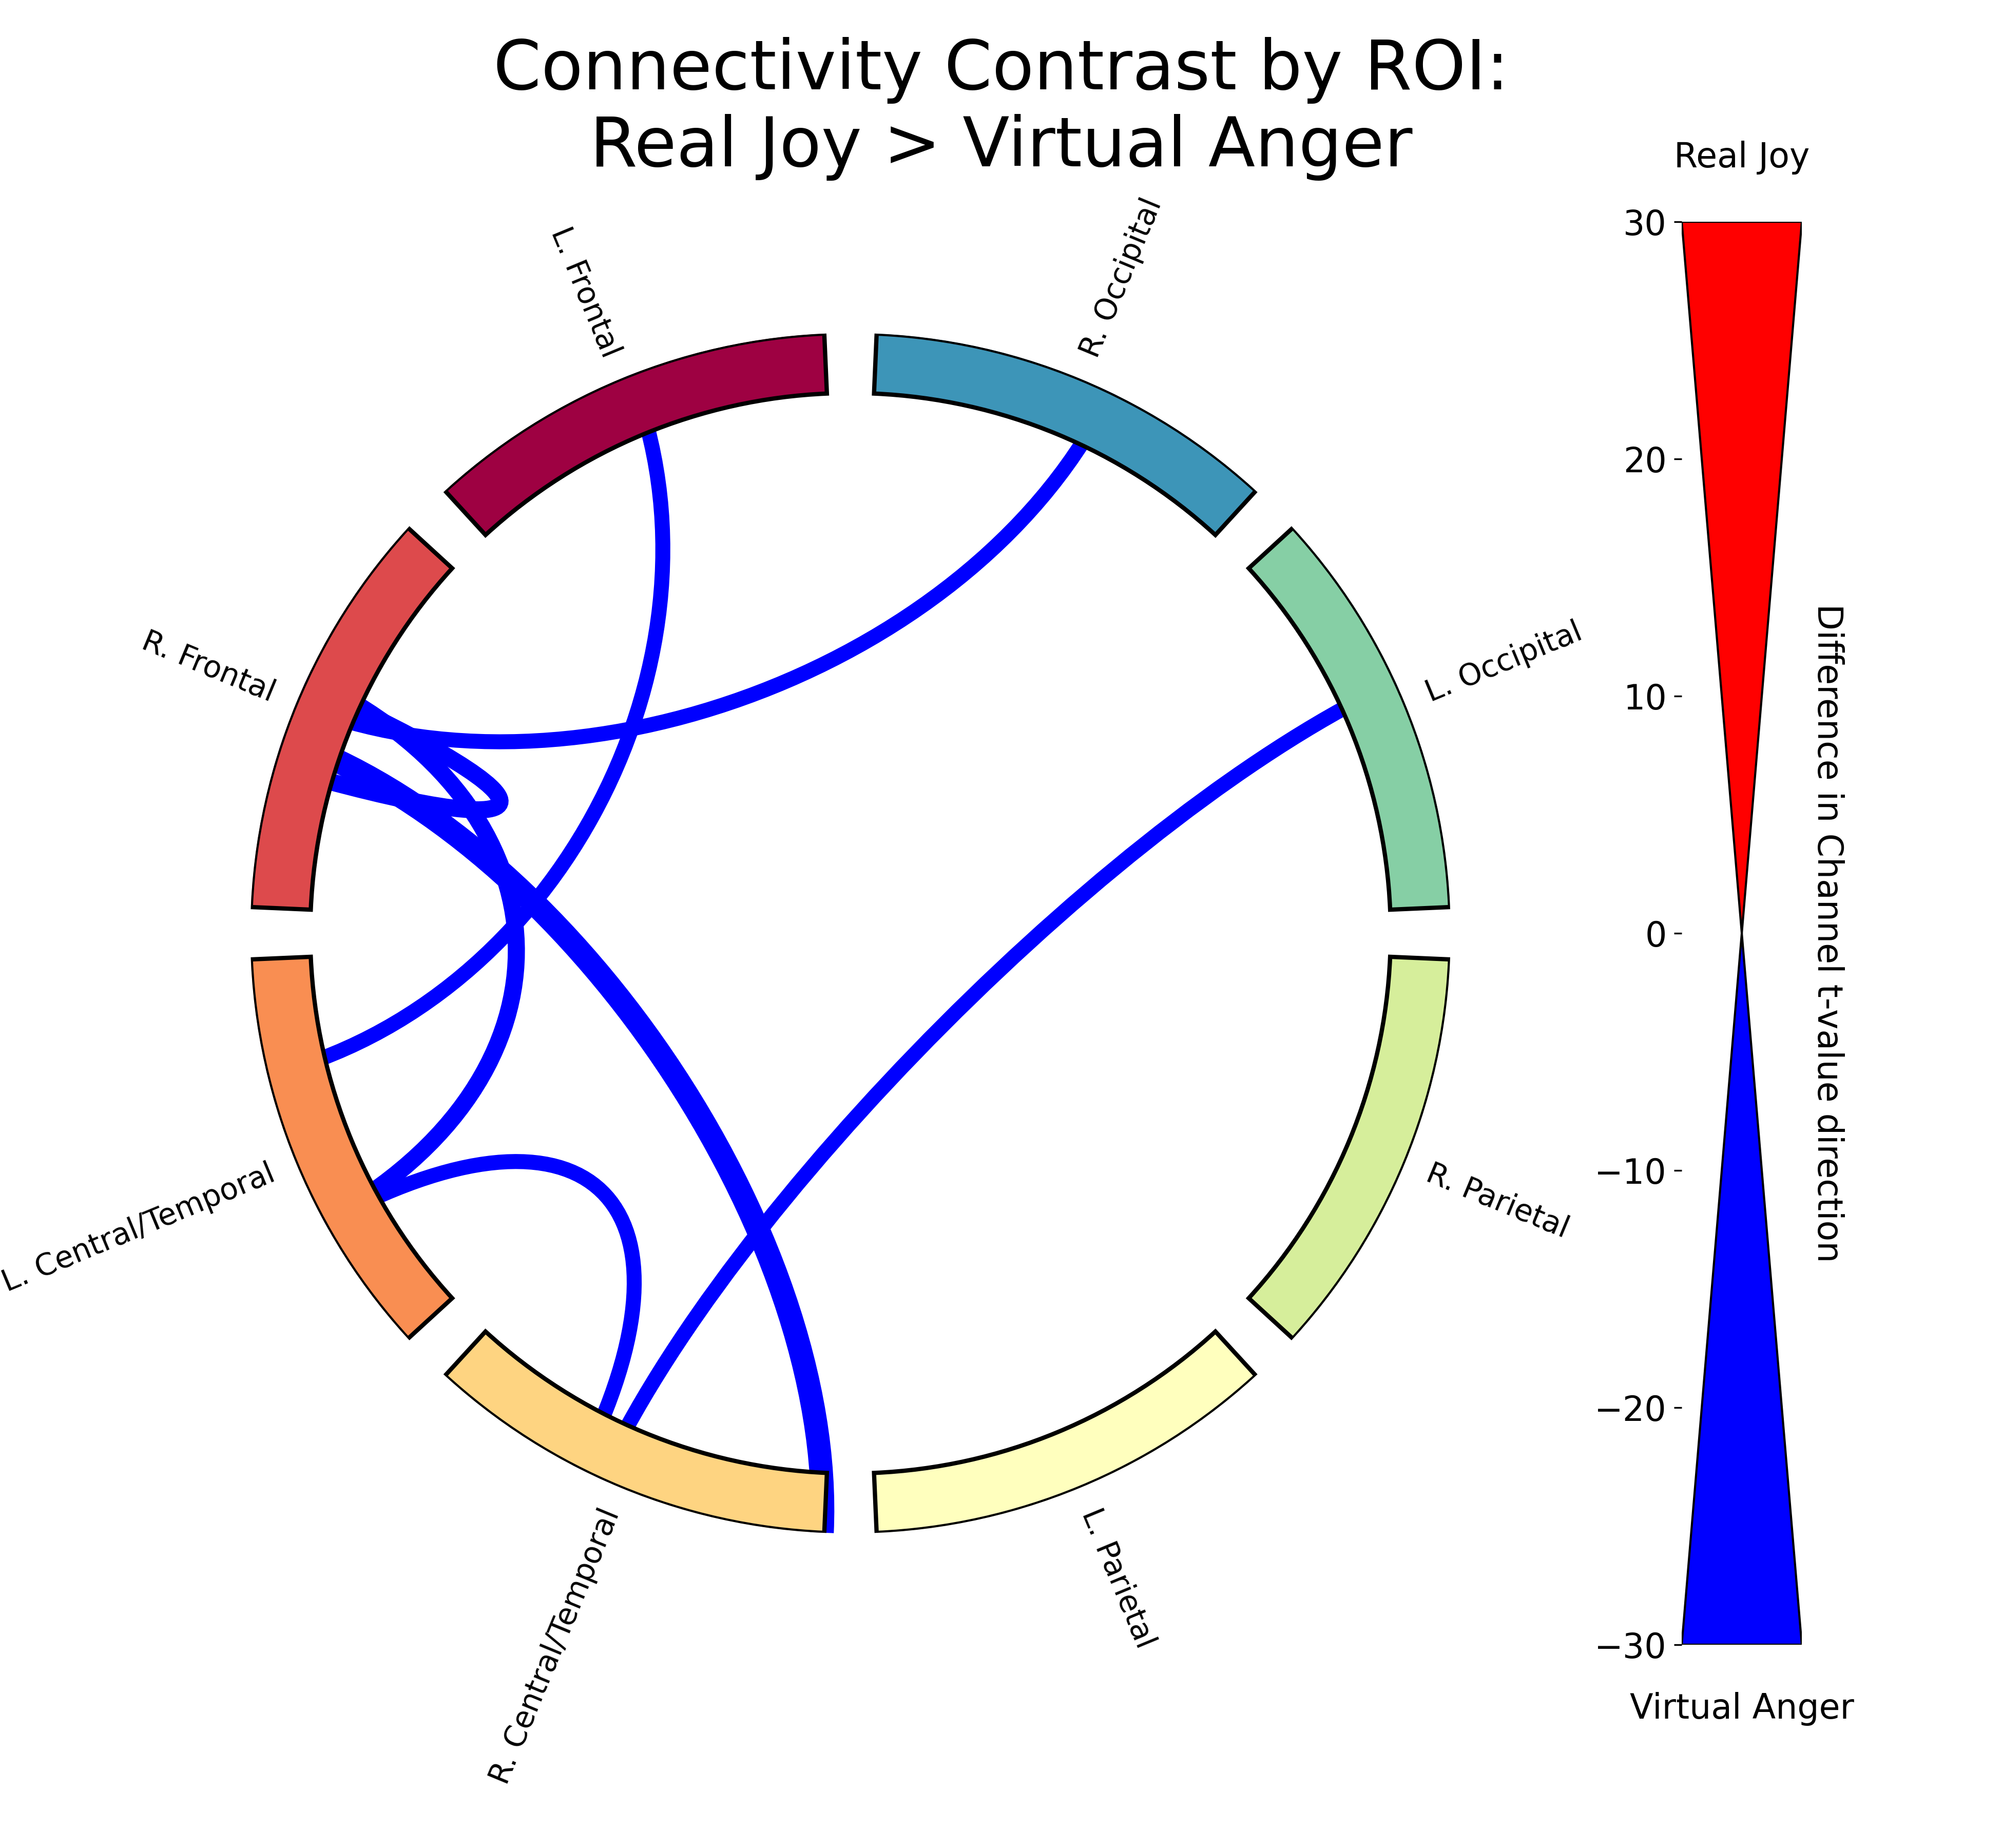 Connectivity Contrast by ROI:
Real Joy > Virtual Anger
Real Joy
30
20
10
0
−10
−20
−30
Virtual Anger
Difference in Channel t-value direction
L. Frontal
R. Occipital
R. Frontal
L. Occipital
L. Central/Temporal
R. Parietal
R. Central/Temporal
L. Parietal